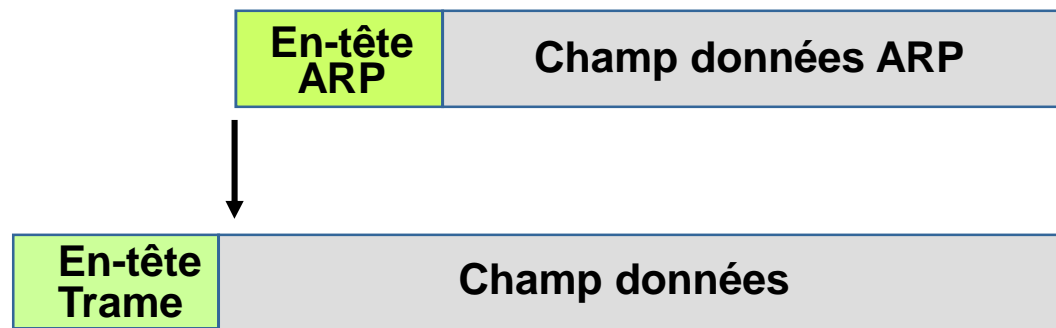 En-tête
ARP
Champ données ARP
En-tête
Trame
Champ données